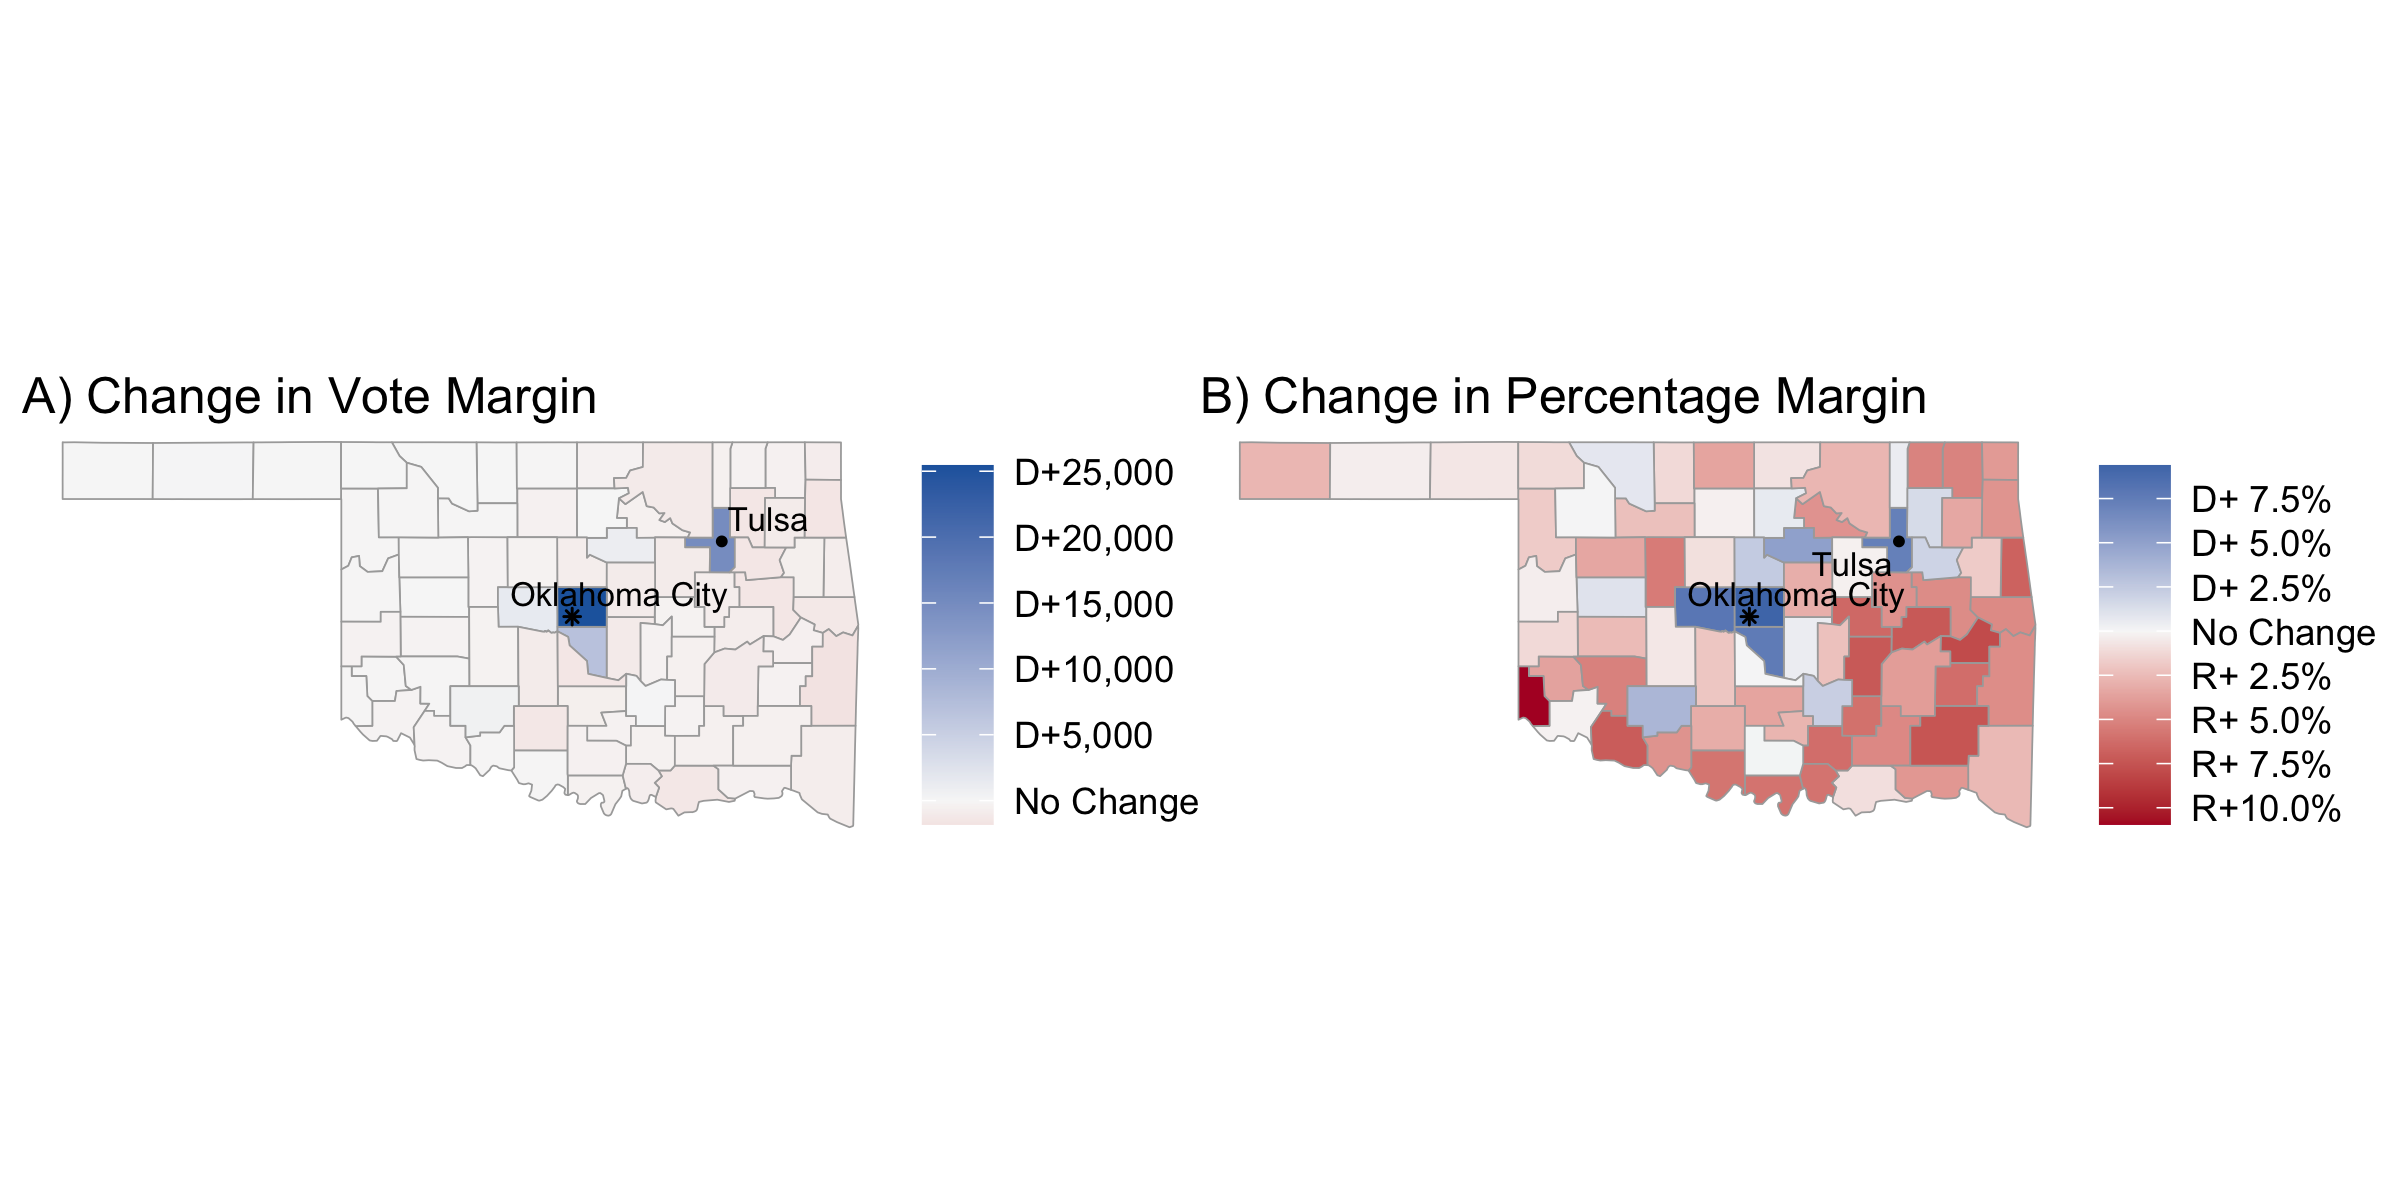 A) Change in Vote Margin
Tulsa
Oklahoma City
D+25,000
D+20,000
D+15,000
D+10,000
D+5,000
No Change
B) Change in Percentage Margin
Tulsa
Oklahoma City
D+ 7.5%
D+ 5.0%
D+ 2.5%
No Change
R+ 2.5%
R+ 5.0%
R+ 7.5%
R+10.0%